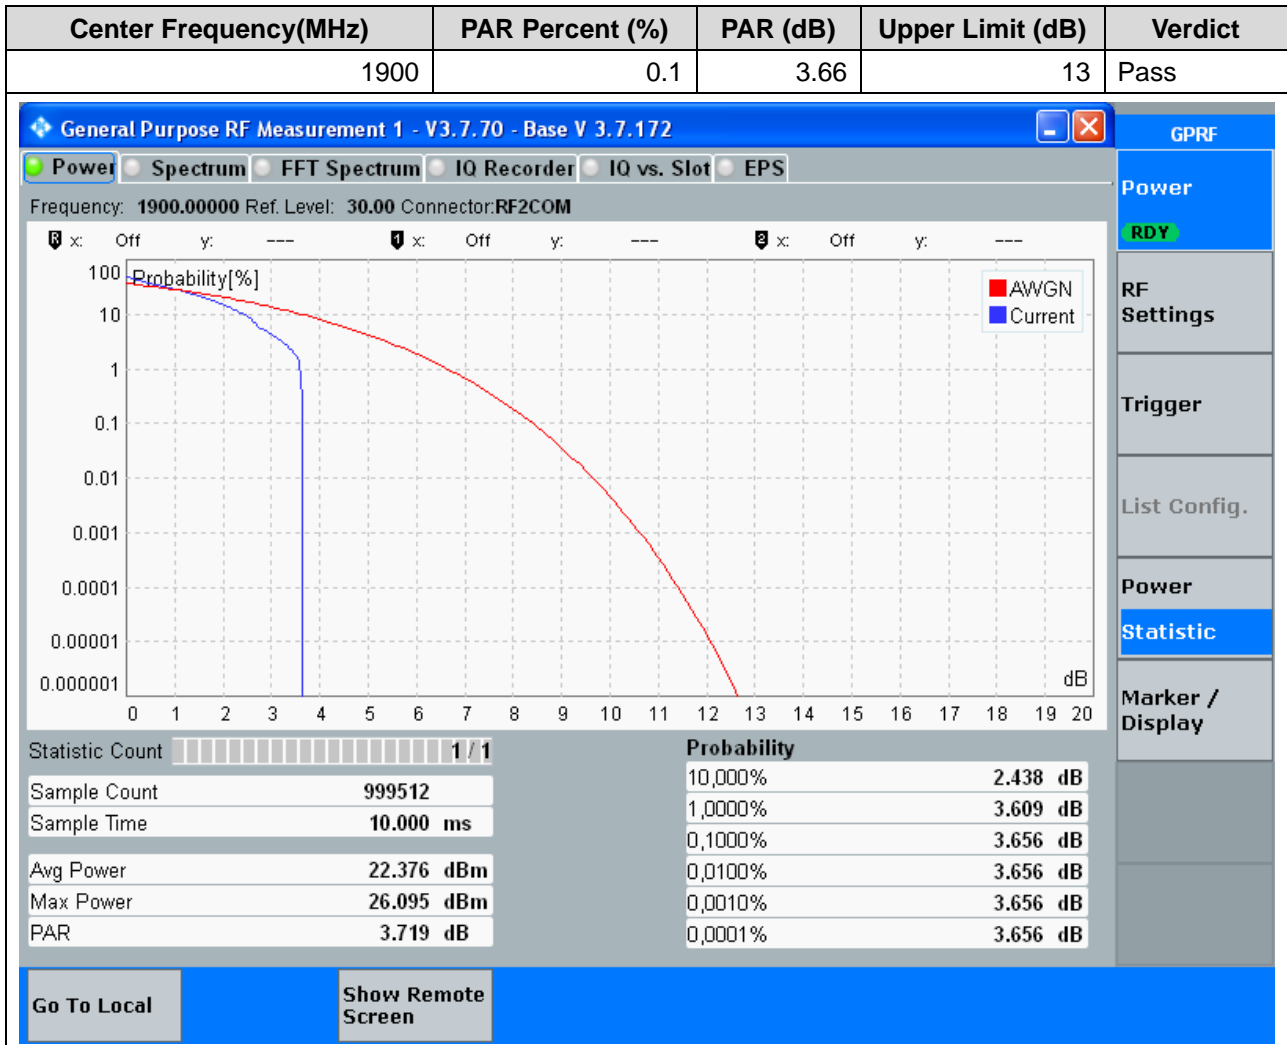 Center Frequency(MHz) PAR Percent (%) PAR (dB) Upper Limit (dB) Verdict
1900 0.1 3.66 13 Pass
General Purpose RF Measurement 1 - V3.7.70 - Base V 3.7.172
GPRF
Power Spectrum FFT Spectrum IQ Recorder IQ vs. Slot EPS
Power
RDY
Frequency: 1900.00000 Ref. Level: 30.00 Connector:RF2COM
R x: Off y: --- 1 x: Off y: --- 2 x: Off y: ---
Probability[%]
AWGN
Current
100
10
1
0.1
0.01
0.001
0.0001
0.00001
0.000001
dB
0 1 2 3 4 5 6 7 8 9 10 11 12 13 14 15 16 17 18 19 20
RF
Settings
Trigger
List Config.
Power
Statistic
Marker /
Display
Statistic Count 1 / 1
Sample Count 999512
Sample Time 10.000 ms
Avg Power 22.376 dBm
Max Power 26.095 dBm
PAR 3.719 dB
Probability
10,000% 2.438 dB
1,0000% 3.609 dB
0,1000% 3.656 dB
0,0100% 3.656 dB
0,0010% 3.656 dB
0,0001% 3.656 dB
Go To Local
Show Remote
Screen